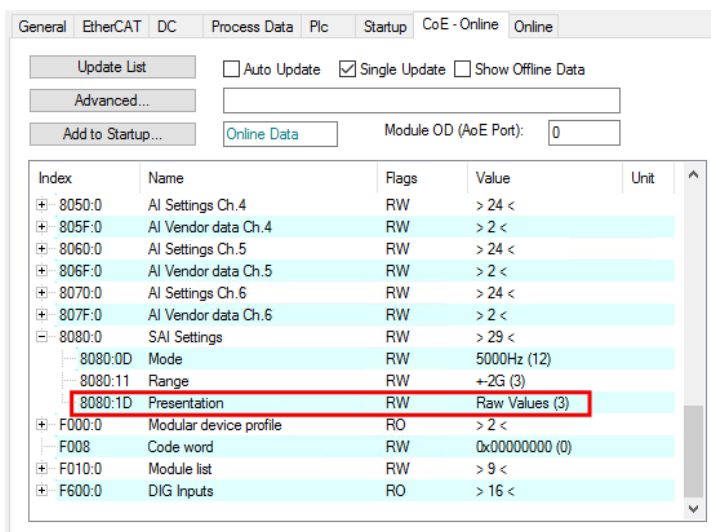 General EtherCAT DC Process Data Plc Startup CoE - Online Online
Update List Auto Update Single Update Show Offline Data
Advanced...
Add to Startup... Online Data Module OD (AoE Port): 0
Index Name Flags Value Unit
8050:0 AI Settings Ch.4 RW > 24 <
805F:0 AI Vendor data Ch.4 RW > 2 <
8060:0 AI Settings Ch.5 RW > 24 <
806F:0 AI Vendor data Ch.5 RW > 2 <
8070:0 AI Settings Ch.6 RW > 24 <
807F:0 AI Vendor data Ch.6 RW > 2 <
8080:0 SAI Settings RW > 29 <
8080:0D Mode RW 5000Hz (12)
8080:11 Range RW +-2G (3)
8080:1D Presentation RW Raw Values (3)
F000:0 Modular device profile RO > 2 <
F008 Code word RW 0x00000000 (0)
F010:0 Module list RW > 9 <
F600:0 DIG Inputs RO > 16 <